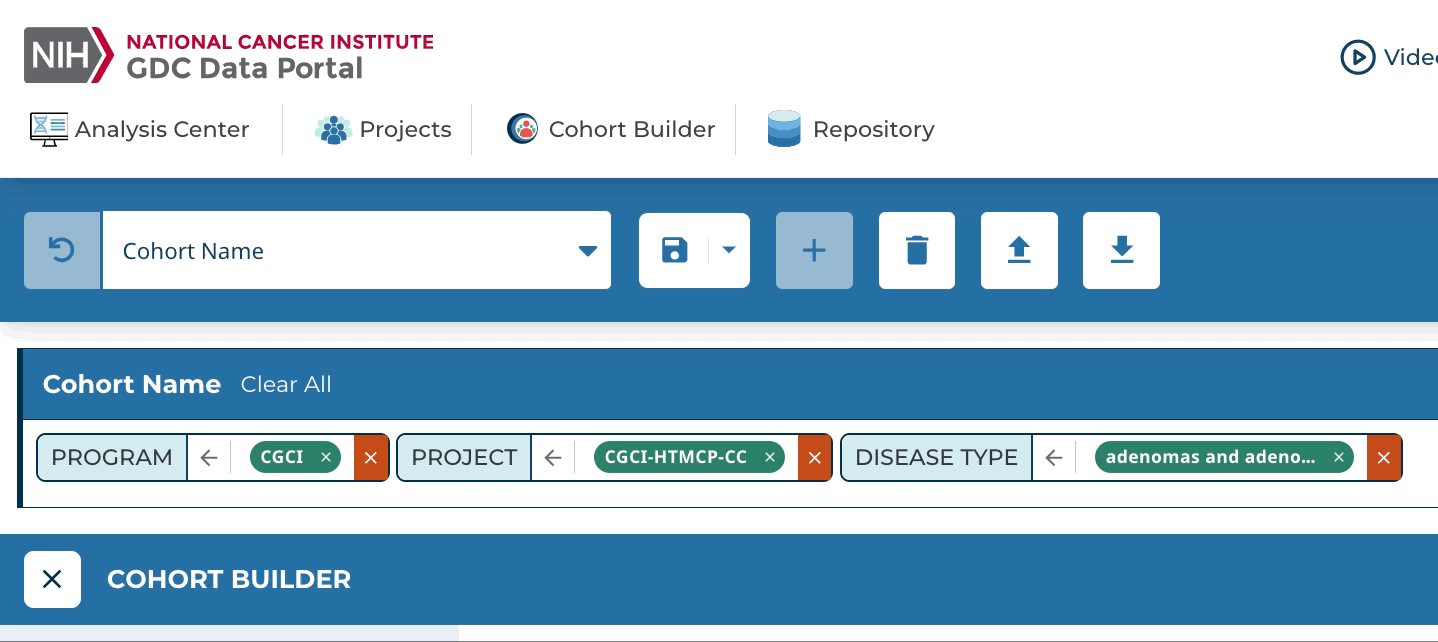 NIH NATIONAL CANCER INSTITUTE
GDC Data Portal
Analysis Center Projects Cohort Builder Repository
Cohort Name
Cohort Name Clear All
PROGRAM CGCI PROJECT CGCI-HTMCP-CC DISEASE TYPE adenomas and adeno...
COHORT BUILDER